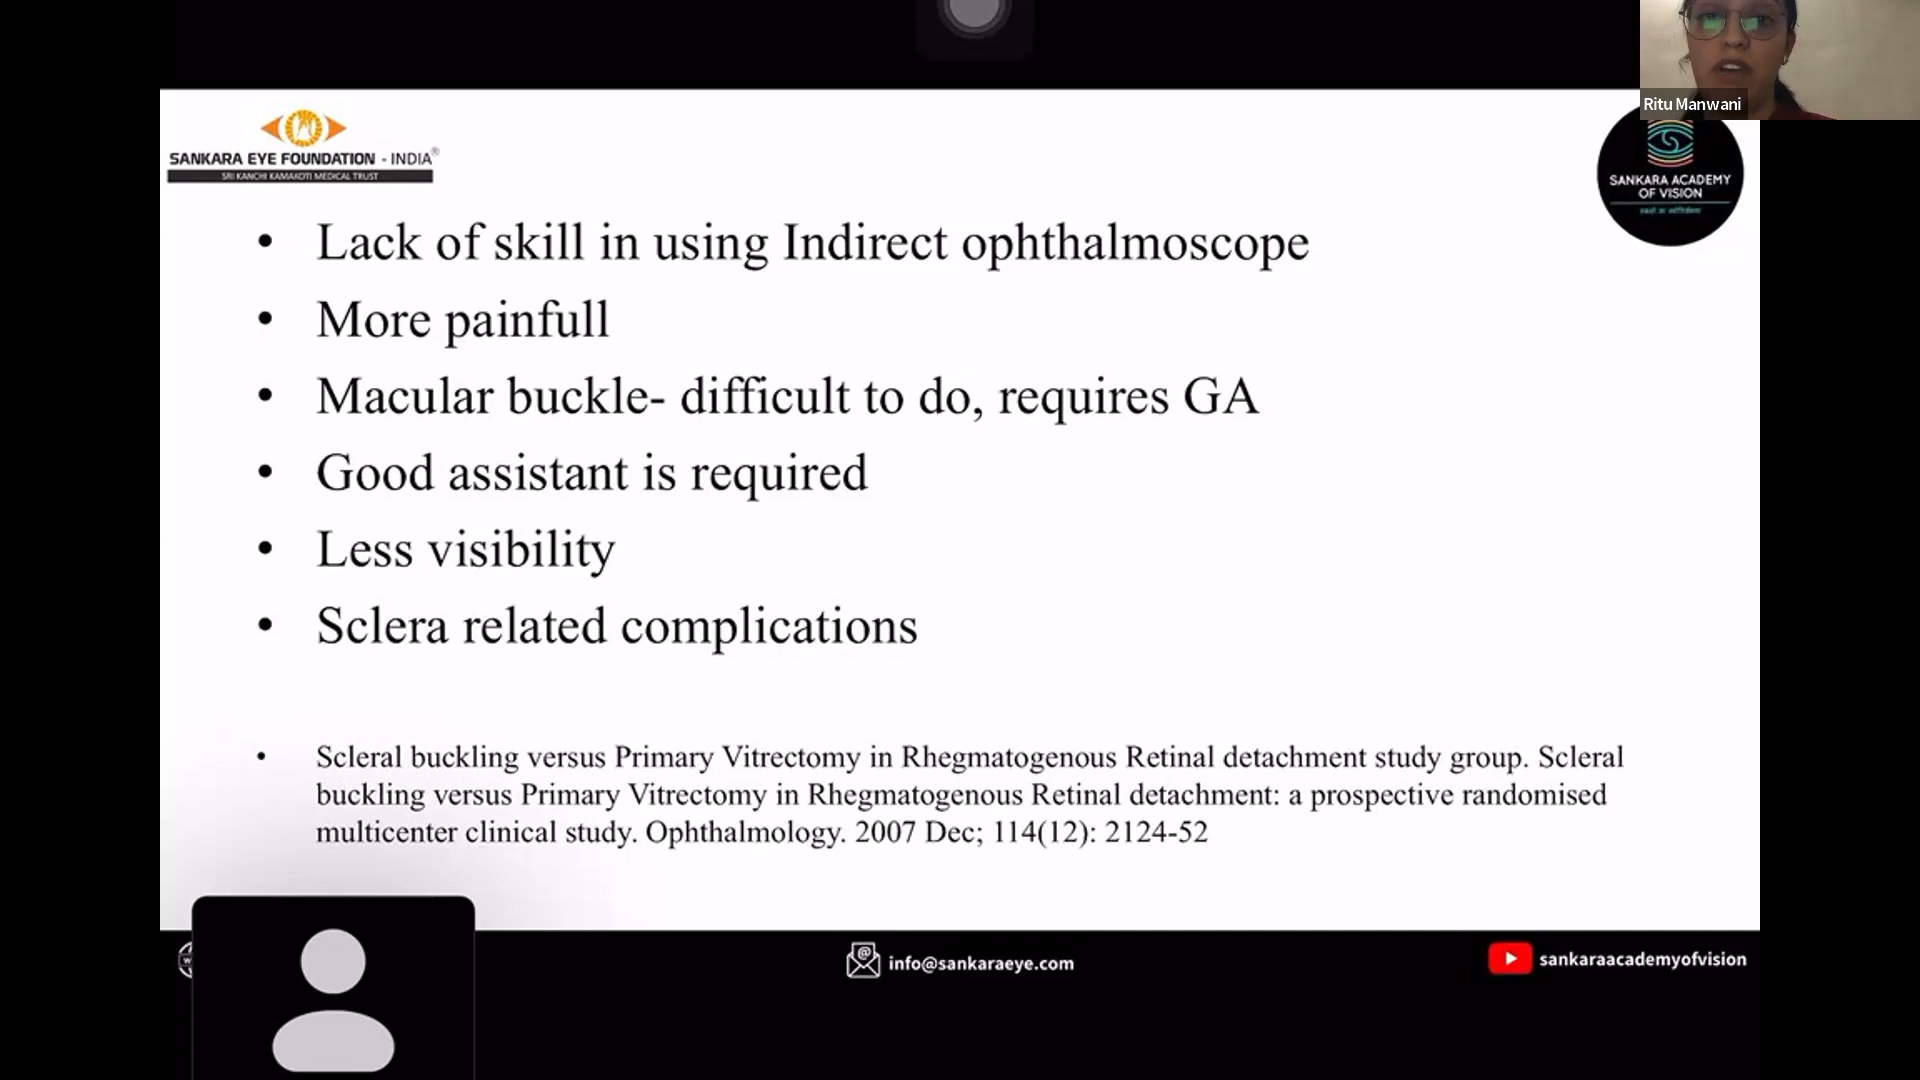 Ritu Manwani
SANKARA EYE FOUNDATION - INDIA®
SRI KANCHI KAMAKOTI MEDICAL TRUST
SANKARA ACADEMY
OF VISION
• Lack of skill in using Indirect ophthalmoscope
• More painfull
• Macular buckle- difficult to do, requires GA
• Good assistant is required
• Less visibility
• Sclera related complications
• Scleral buckling versus Primary Vitrectomy in Rhegmatogenous Retinal detachment study group. Scleral
buckling versus Primary Vitrectomy in Rhegmatogenous Retinal detachment: a prospective randomised
multicenter clinical study. Ophthalmology. 2007 Dec; 114(12): 2124-52
info@sankaraeye.com
sankaraacademyofvision